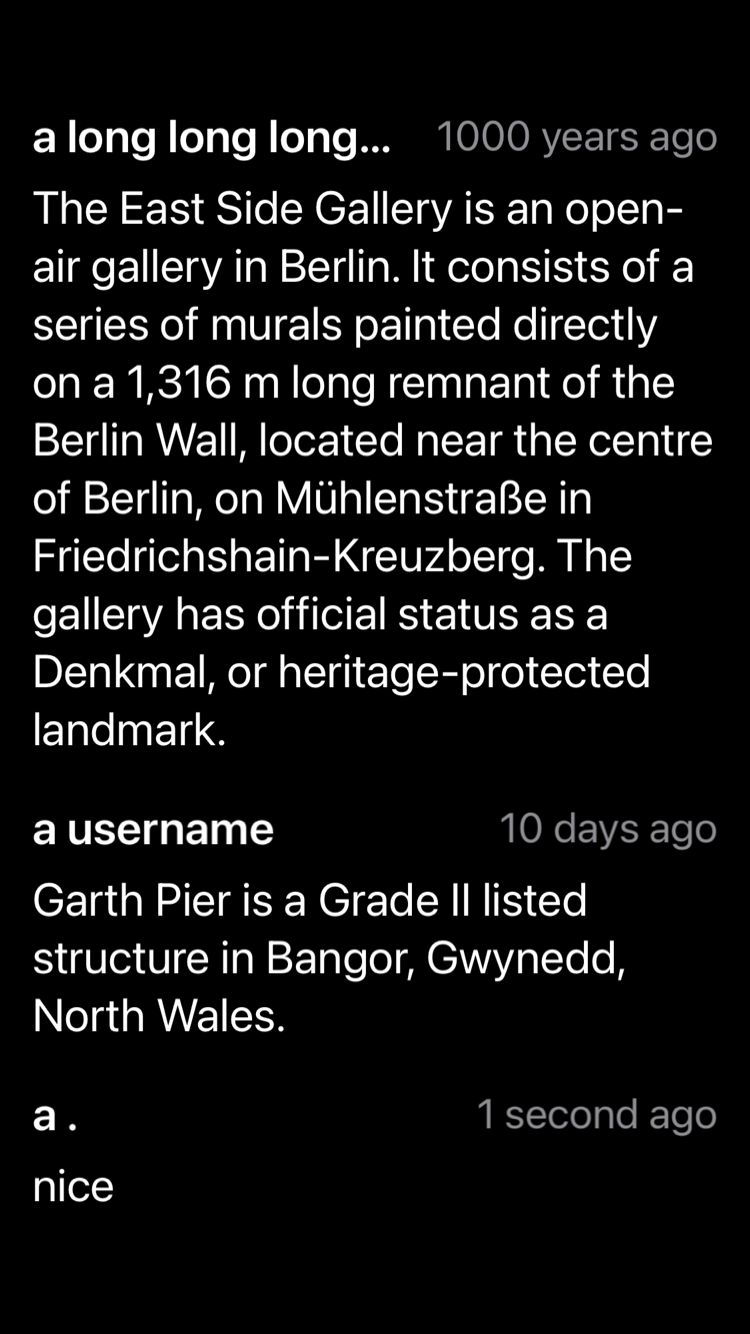 a long long long... 1000 years ago
The East Side Gallery is an open-
air gallery in Berlin. It consists of a
series of murals painted directly
on a 1,316 m long remnant of the
Berlin Wall, located near the centre
of Berlin, on Mühlenstraße in
Friedrichshain-Kreuzberg. The
gallery has official status as a
Denkmal, or heritage-protected
landmark.
a username 10 days ago
Garth Pier is a Grade II listed
structure in Bangor, Gwynedd,
North Wales.
a . 1 second ago
nice